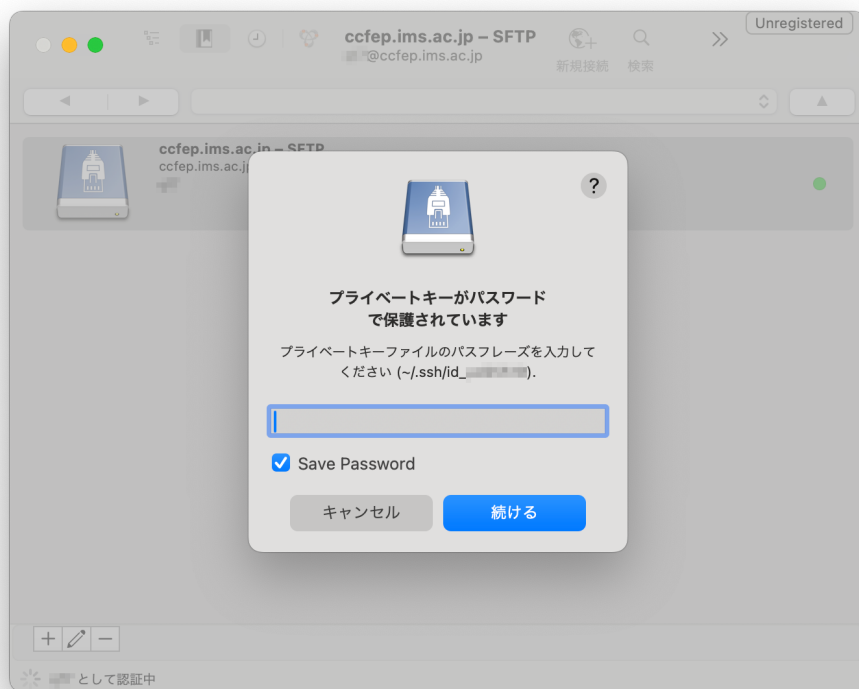 Unregistered
ccfep.ims.ac.jp – SFTP
@ccfep.ims.ac.jp
新規接続
検索
ccfep.ims.ac.jp – SFTP
ccfep.ims.ac.jp
?
プライベートキーがパスワード
で保護されています
プライベートキーファイルのパスフレーズを入力して
ください (~/.ssh/id_ ).
Save Password
キャンセル
続ける
として認証中